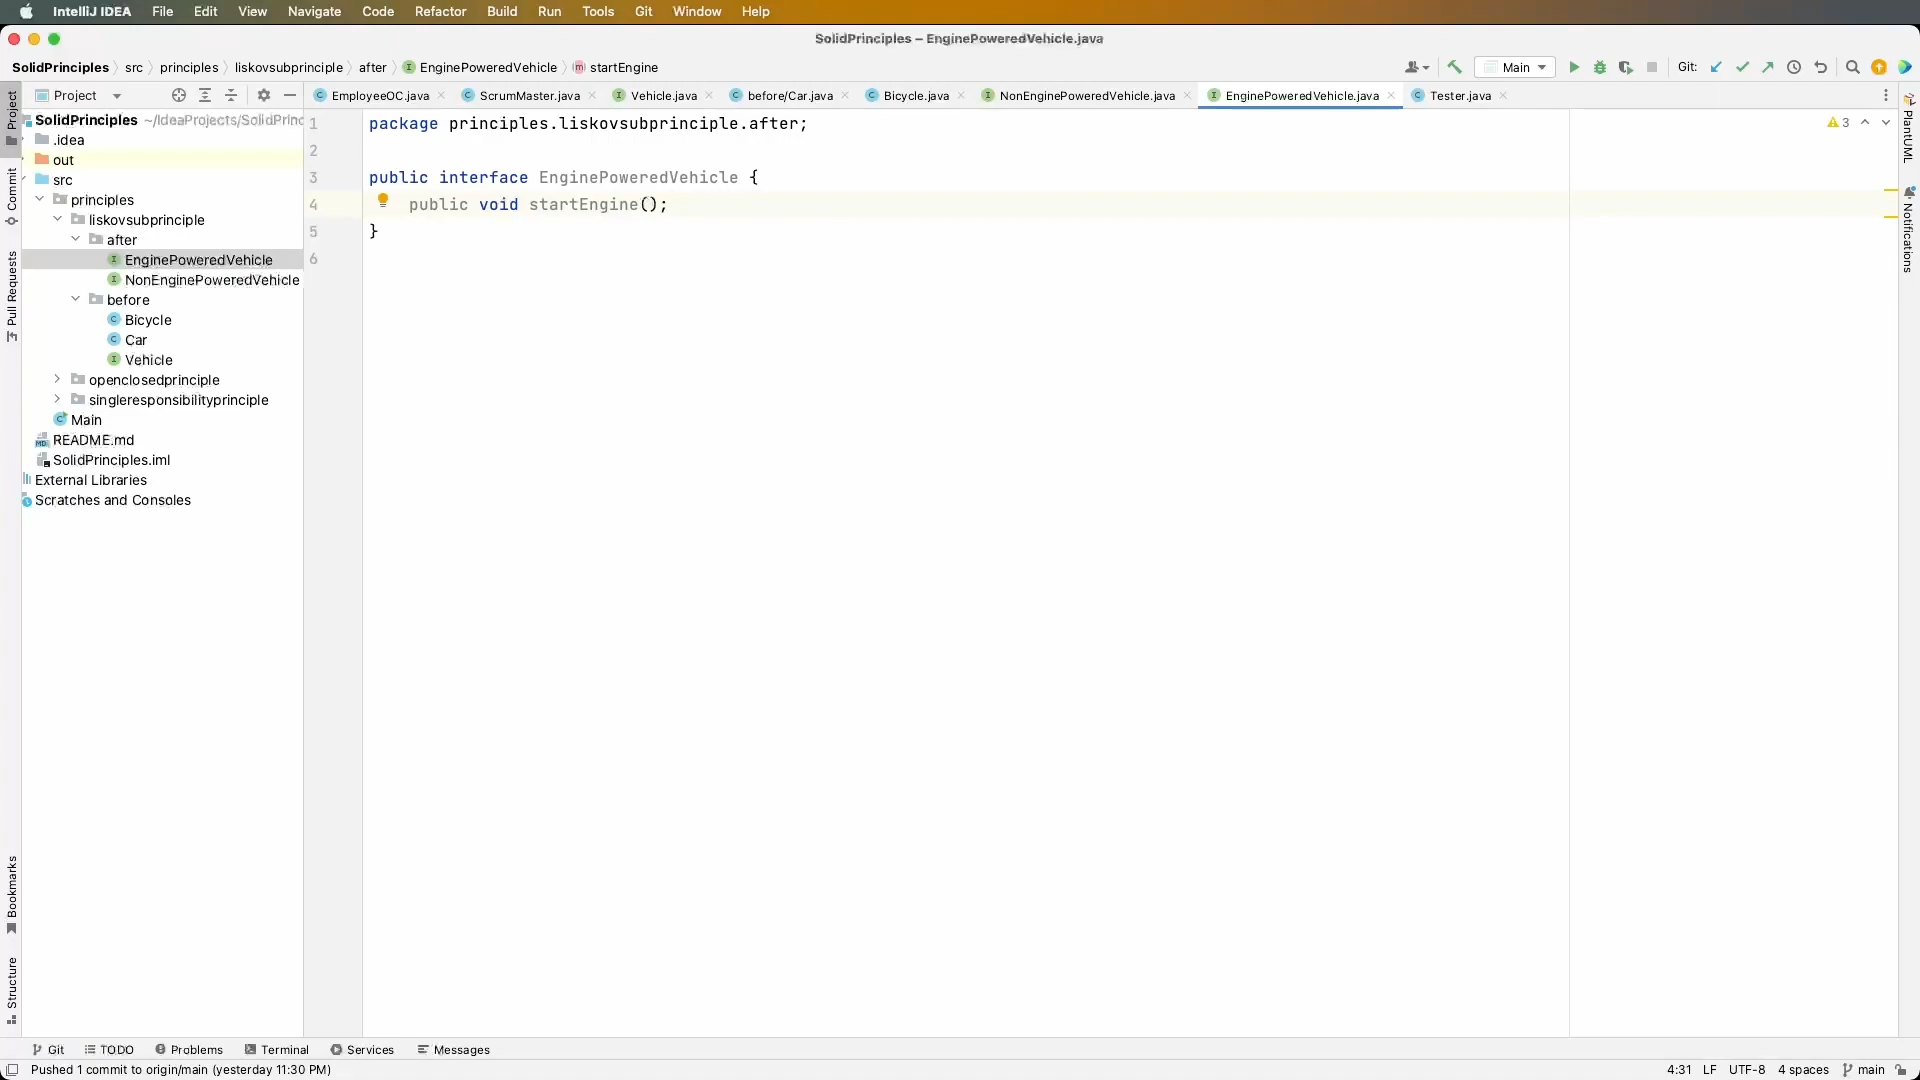 IntelliJ IDEA File Edit View Navigate Code Refactor Build Run Tools Git Window Help
SolidPrinciples – EnginePoweredVehicle.java
SolidPrinciples src principles liskovsubprinciple after EnginePoweredVehicle startEngine
Main Git:
Project
EmployeeOC.java ScrumMaster.java Vehicle.java before/Car.java Bicycle.java NonEnginePoweredVehicle.java EnginePoweredVehicle.java Tester.java
SolidPrinciples ~/IdeaProjects/SolidPrinc
.idea
out
src
principles
liskovsubprinciple
after
EnginePoweredVehicle
NonEnginePoweredVehicle
before
Bicycle
Car
Vehicle
openclosedprinciple
singleresponsibilityprinciple
Main
README.md
SolidPrinciples.iml
External Libraries
Scratches and Consoles
1 package principles.liskovsubprinciple.after;
2
3 public interface EnginePoweredVehicle {
4 public void startEngine();
5 }
6
3
Project
Commit
Pull Requests
Bookmarks
Structure
PlantUML
Notifications
Git TODO Problems Terminal Services Messages
Pushed 1 commit to origin/main (yesterday 11:30 PM)
4:31 LF UTF-8 4 spaces main